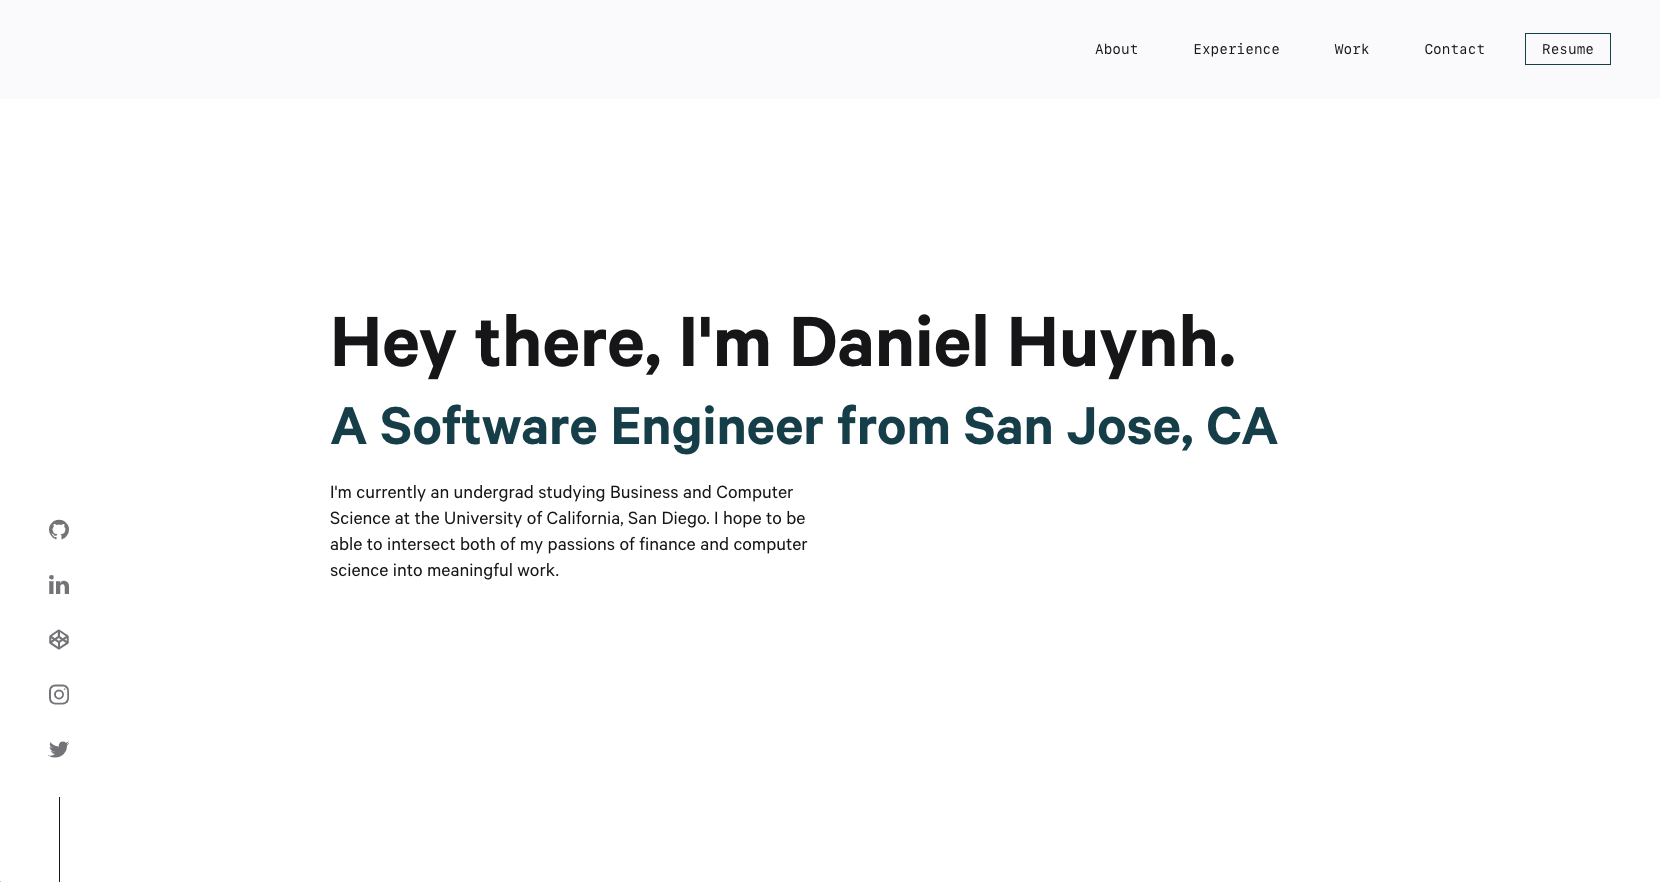 About
Experience
Work
Contact
Resume
Hey there, I'm Daniel Huynh.
A Software Engineer from San Jose, CA
I'm currently an undergrad studying Business and Computer
Science at the University of California, San Diego. I hope to be
able to intersect both of my passions of finance and computer
science into meaningful work.